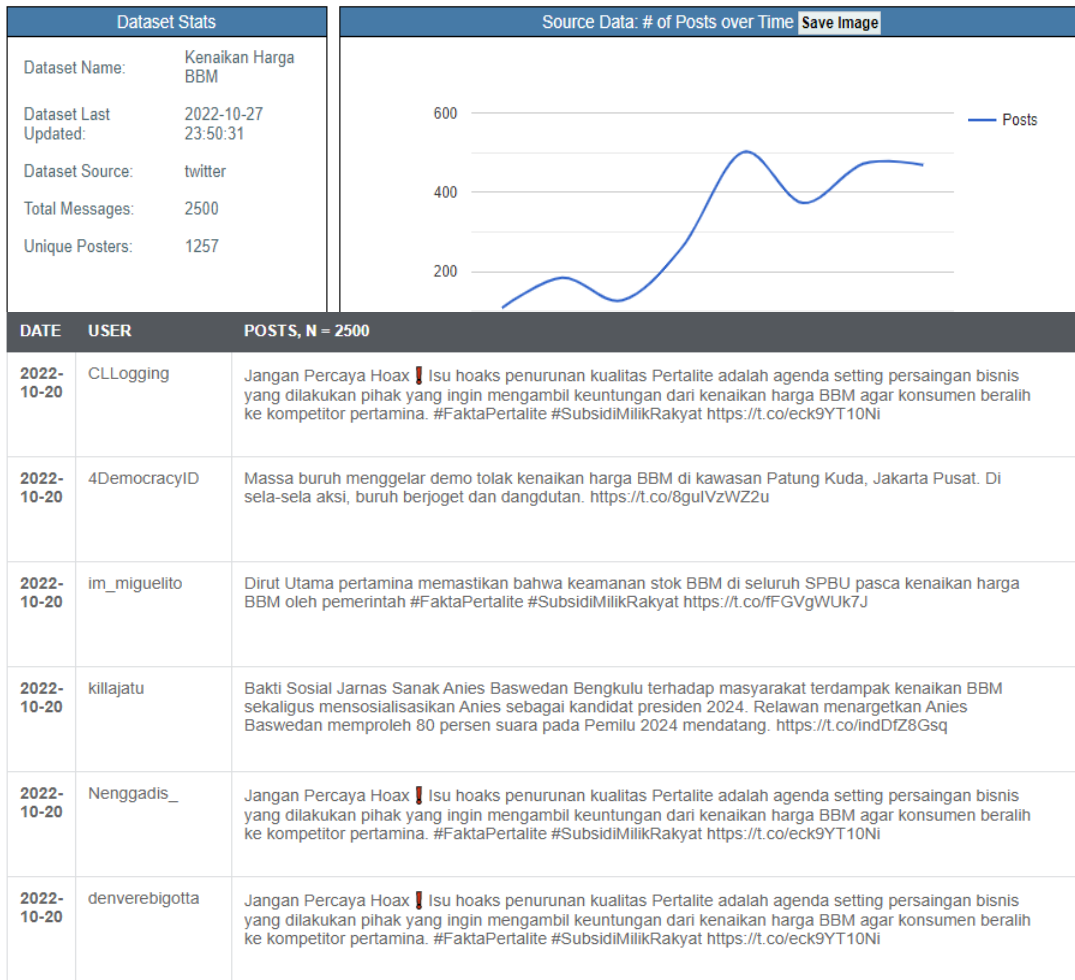 Dataset Stats
Dataset Name:
Kenaikan Harga
BBM
Dataset Last
Updated:
2022-10-27
23:50:31
Dataset Source:
twitter
Total Messages:
2500
Unique Posters:
1257
Source Data: # of Posts over Time Save Image
600
400
200
Posts
DATE USER POSTS, N = 2500
2022-
10-20
CLLogging
Jangan Percaya Hoax❗ Isu hoaks penurunan kualitas Pertalite adalah agenda setting persaingan bisnis
yang dilakukan pihak yang ingin mengambil keuntungan dari kenaikan harga BBM agar konsumen beralih
ke kompetitor pertamina. #FaktaPertalite #SubsidiMilikRakyat https://t.co/eck9YT10Ni
2022-
10-20
4DemocracyID
Massa buruh menggelar demo tolak kenaikan harga BBM di kawasan Patung Kuda, Jakarta Pusat. Di
sela-sela aksi, buruh berjoget dan dangdutan. https://t.co/8guIVzWZ2u
2022-
10-20
im_miguelito
Dirut Utama pertamina memastikan bahwa keamanan stok BBM di seluruh SPBU pasca kenaikan harga
BBM oleh pemerintah #FaktaPertalite #SubsidiMilikRakyat https://t.co/fFGVgWUk7J
2022-
10-20
killajatu
Bakti Sosial Jarnas Sanak Anies Baswedan Bengkulu terhadap masyarakat terdampak kenaikan BBM
sekaligus mensosialisasikan Anies sebagai kandidat presiden 2024. Relawan menargetkan Anies
Baswedan memproleh 80 persen suara pada Pemilu 2024 mendatang. https://t.co/indDfZ8Gsq
2022-
10-20
Nenggadis_
Jangan Percaya Hoax❗ Isu hoaks penurunan kualitas Pertalite adalah agenda setting persaingan bisnis
yang dilakukan pihak yang ingin mengambil keuntungan dari kenaikan harga BBM agar konsumen beralih
ke kompetitor pertamina. #FaktaPertalite #SubsidiMilikRakyat https://t.co/eck9YT10Ni
2022-
10-20
denverebigotta
Jangan Percaya Hoax❗ Isu hoaks penurunan kualitas Pertalite adalah agenda setting persaingan bisnis
yang dilakukan pihak yang ingin mengambil keuntungan dari kenaikan harga BBM agar konsumen beralih
ke kompetitor pertamina. #FaktaPertalite #SubsidiMilikRakyat https://t.co/eck9YT10Ni